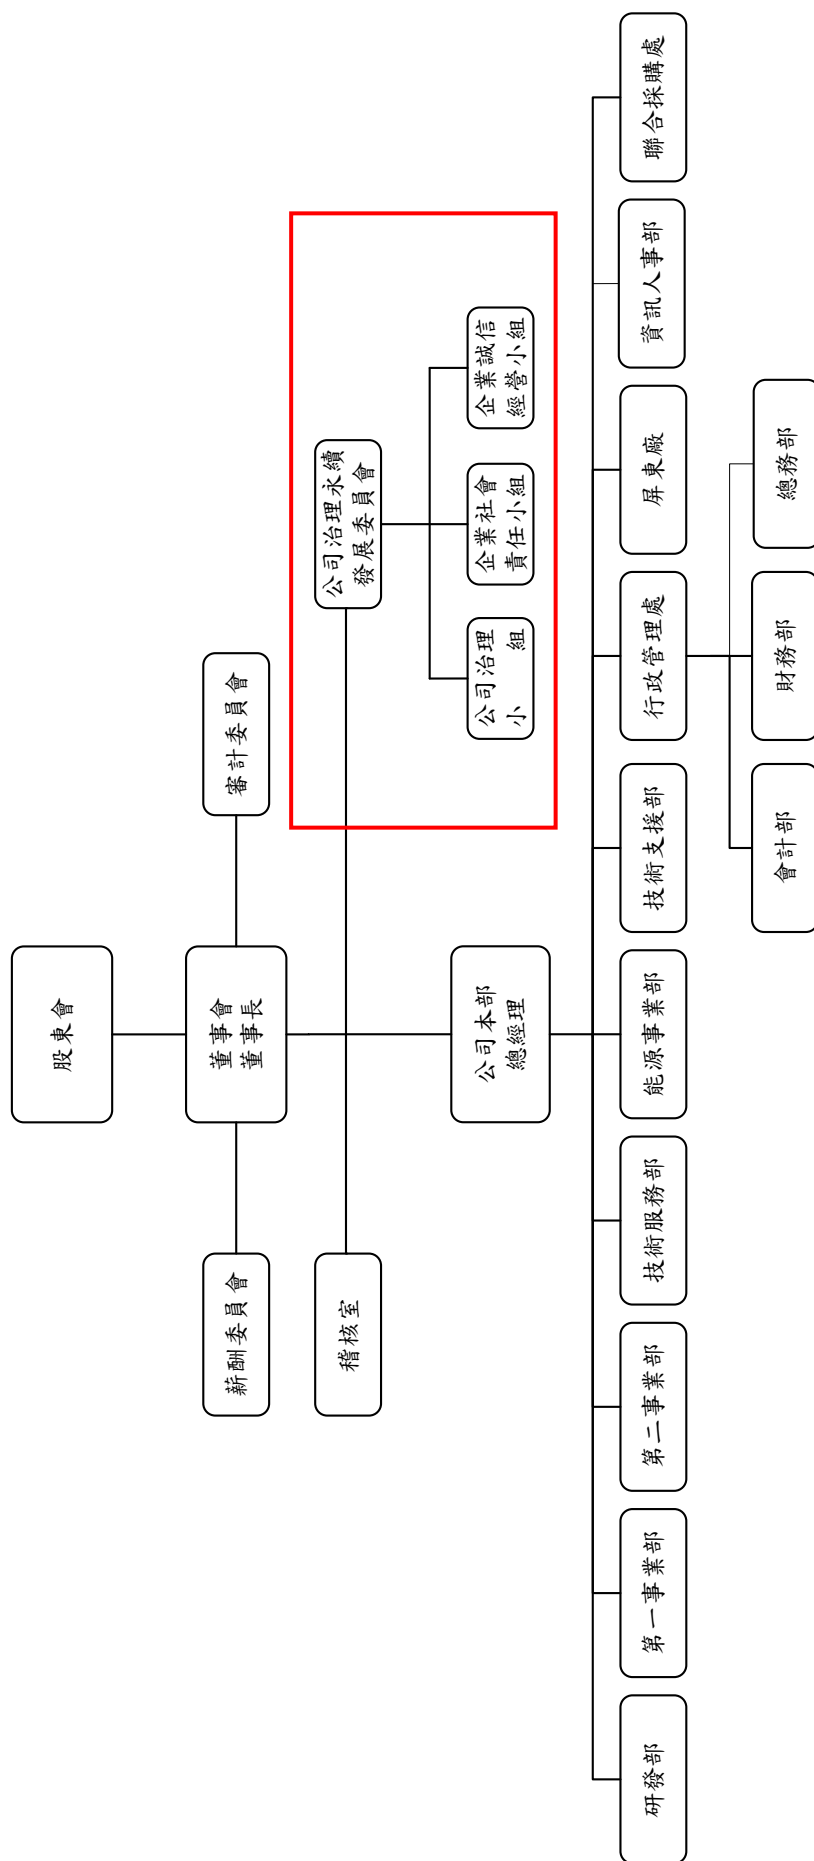 股東會
薪酬委員會
董事會
董事長
審計委員會
稽核室
公司治理永續
發展委員會
公司治理
小組
企業社會
責任小組
企業誠信
經營小組
公司本部
總經理
研發部
第一事業部
第二事業部
技術服務部
能源事業部
技術支援部
行政管理處
屏東廠
資訊人事部
聯合採購處
會計部
財務部
總務部